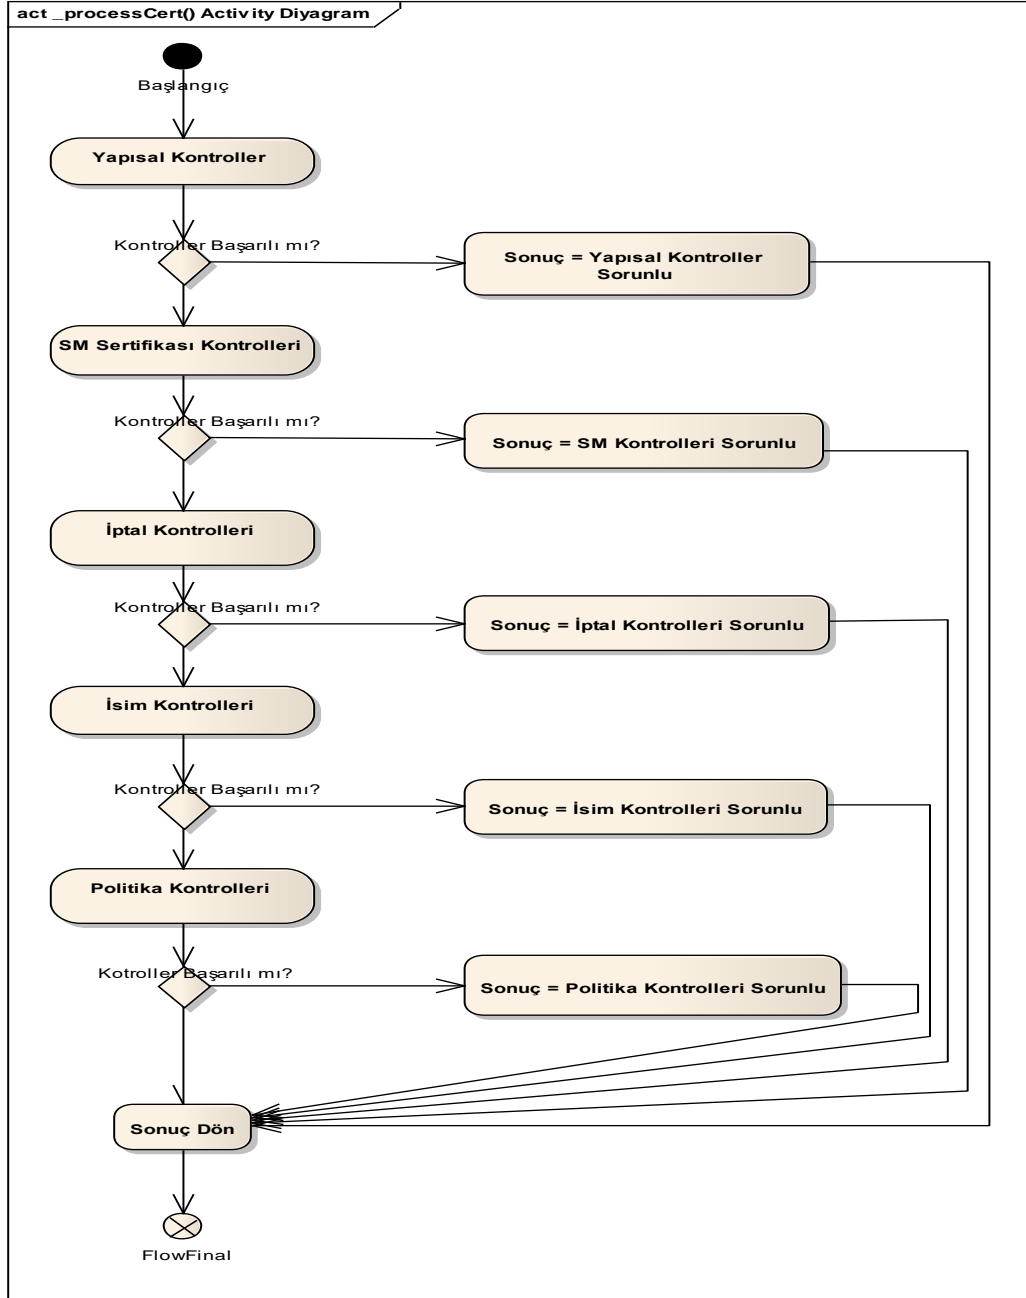 act _processCert() Activity Diyagram
Başlangıç
Yapısal Kontroller
Kontroller Başarılı mı?
Sonuç = Yapısal Kontroller
Sorunlu
SM Sertifikası Kontrolleri
Kontroller Başarılı mı?
Sonuç = SM Kontrolleri Sorunlu
İptal Kontrolleri
Kontroller Başarılı mı?
Sonuç = İptal Kontrolleri Sorunlu
İsim Kontrolleri
Kontroller Başarılı mı?
Sonuç = İsim Kontrolleri Sorunlu
Politika Kontrolleri
Kotroller Başarılı mı?
Sonuç = Politika Kontrolleri Sorunlu
Sonuç Dön
FlowFinal